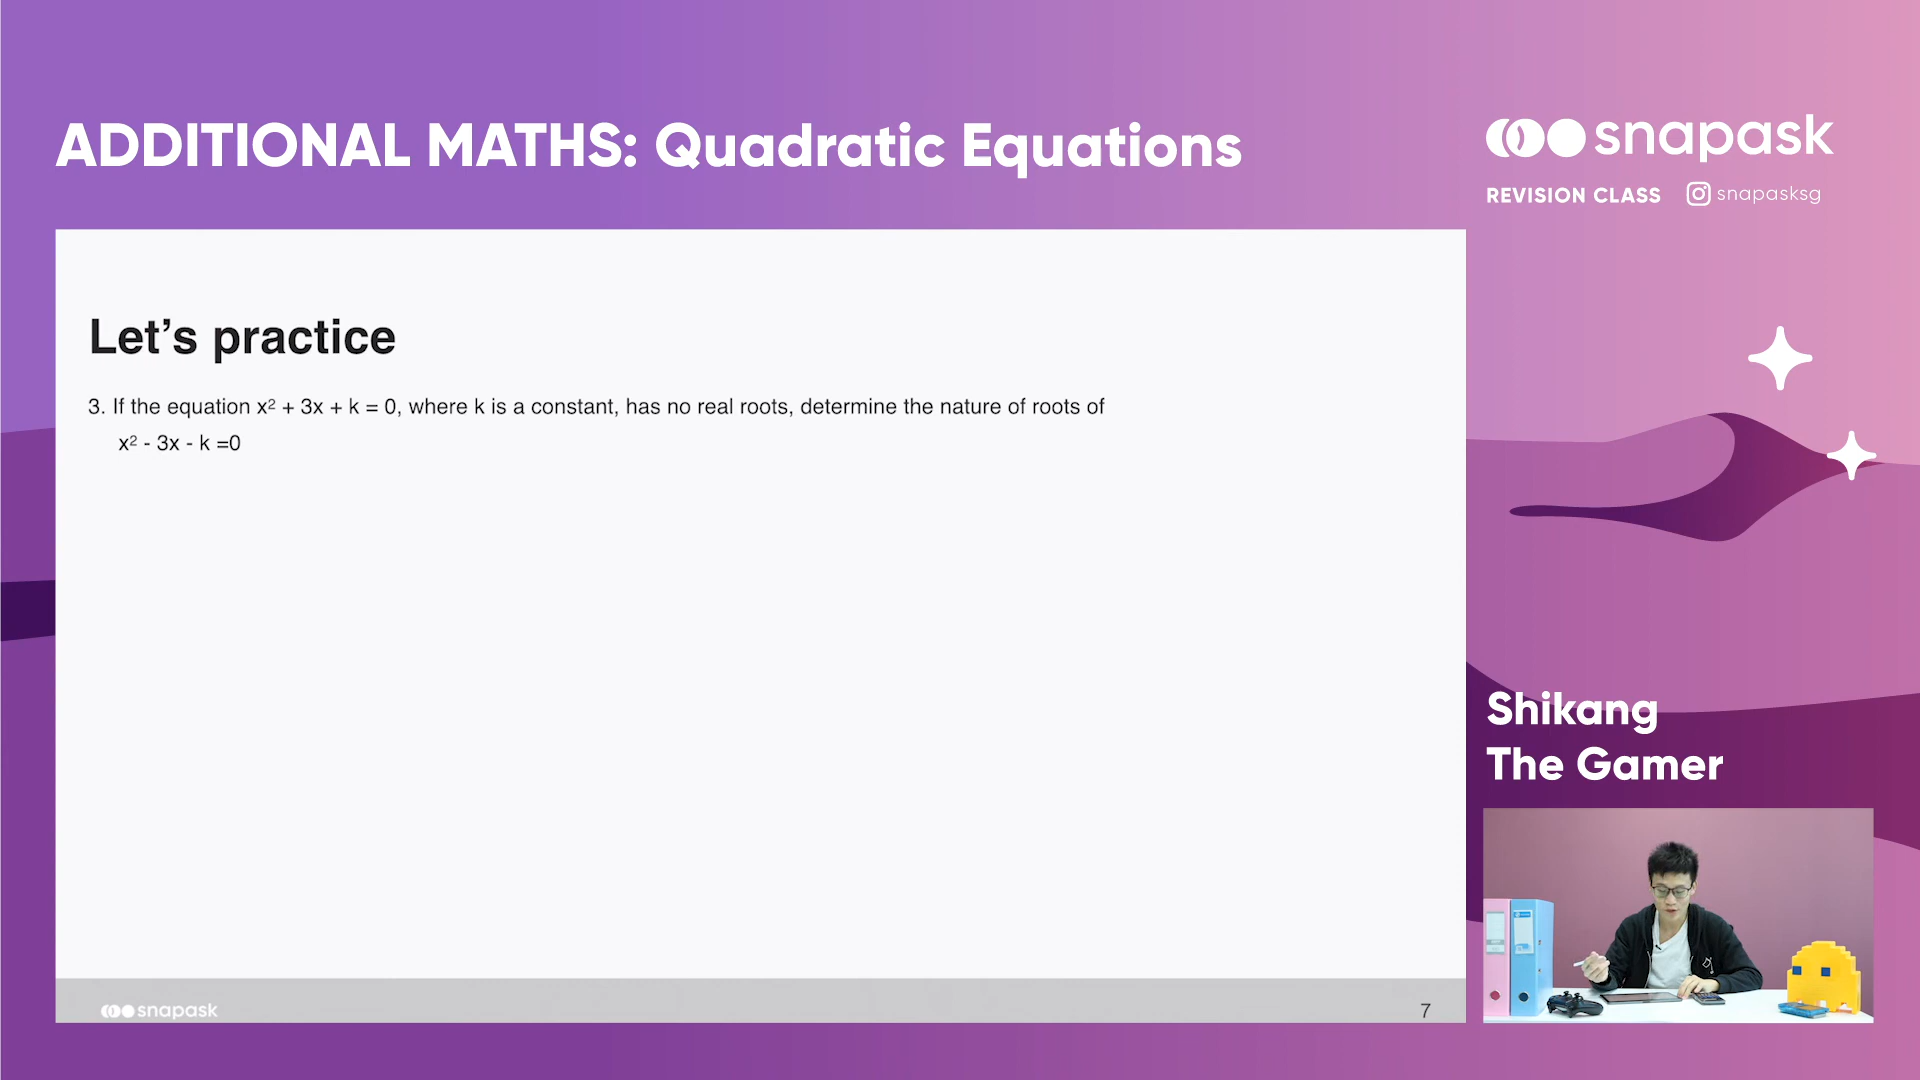 ADDITIONAL MATHS: Quadratic Equations
snapask
REVISION CLASS snapasksg
Let’s practice
3. If the equation x² + 3x + k = 0, where k is a constant, has no real roots, determine the nature of roots of
x² - 3x - k =0
Shikang
The Gamer
snapask
7